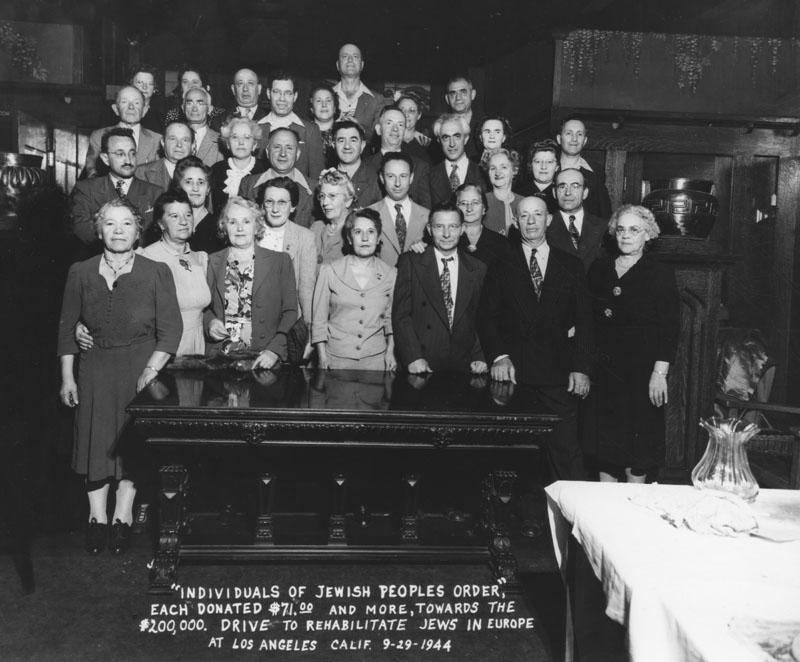 "INDIVIDUALS OF JEWISH PEOPLES ORDER,"
EACH DONATED $71.00 AND MORE, TOWARDS THE
$200,000. DRIVE TO REHABILITATE JEWS IN EUROPE
AT LOS ANGELES CALIF. 9-29-1944